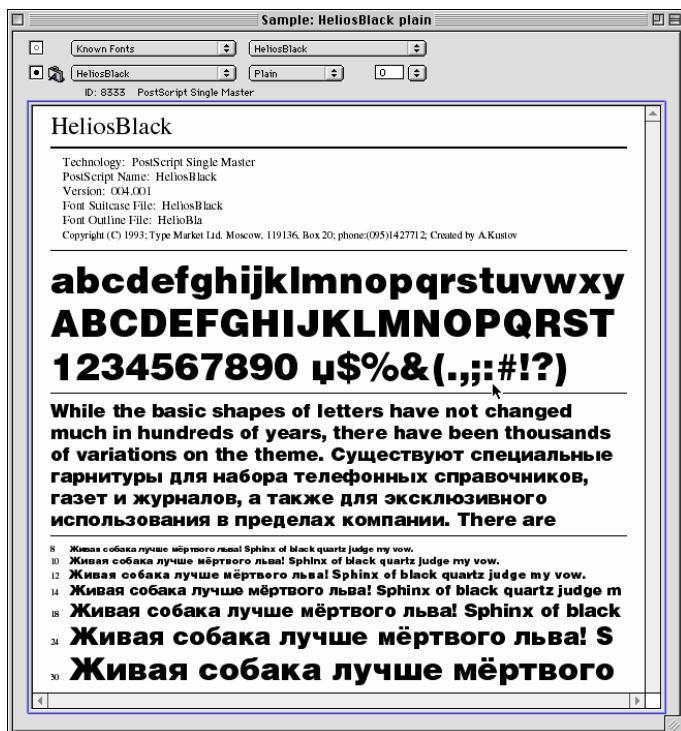 Sample: HeliosBlack plain
Known Fonts HeliosBlack
HeliosBlack Plain 0
ID: 8333 PostScript Single Master
HeliosBlack
Technology: PostScript Single Master
PostScript Name: HeliosBlack
Version: 004.001
Font Suitcase File: HeliosBlack
Font Outline File: HelioBla
Copyright (C) 1993; Type Market Ltd. Moscow, 119136, Box 20; phone:(095)1427712; Created by A.Kustov
abcdefghijklmnopqrstuvwxy
ABCDEFGHIJKLMNOPQRST
1234567890 µ$%&(.,;:#!?)
While the basic shapes of letters have not changed
much in hundreds of years, there have been thousands
of variations on the theme. Существуют специальные
гарнитуры для набора телефонных справочников,
газет и журналов, а также для эксклюзивного
использования в пределах компании. There are
8 Живая собака лучше мёртвого льва! Sphinx of black quartz judge my vow.
10 Живая собака лучше мёртвого льва! Sphinx of black quartz judge my vow.
12 Живая собака лучше мёртвого льва! Sphinx of black quartz judge my vow.
14 Живая собака лучше мёртвого льва! Sphinx of black quartz judge m
18 Живая собака лучше мёртвого льва! Sphinx of black
24 Живая собака лучше мёртвого льва! S
30 Живая собака лучше мёртвого